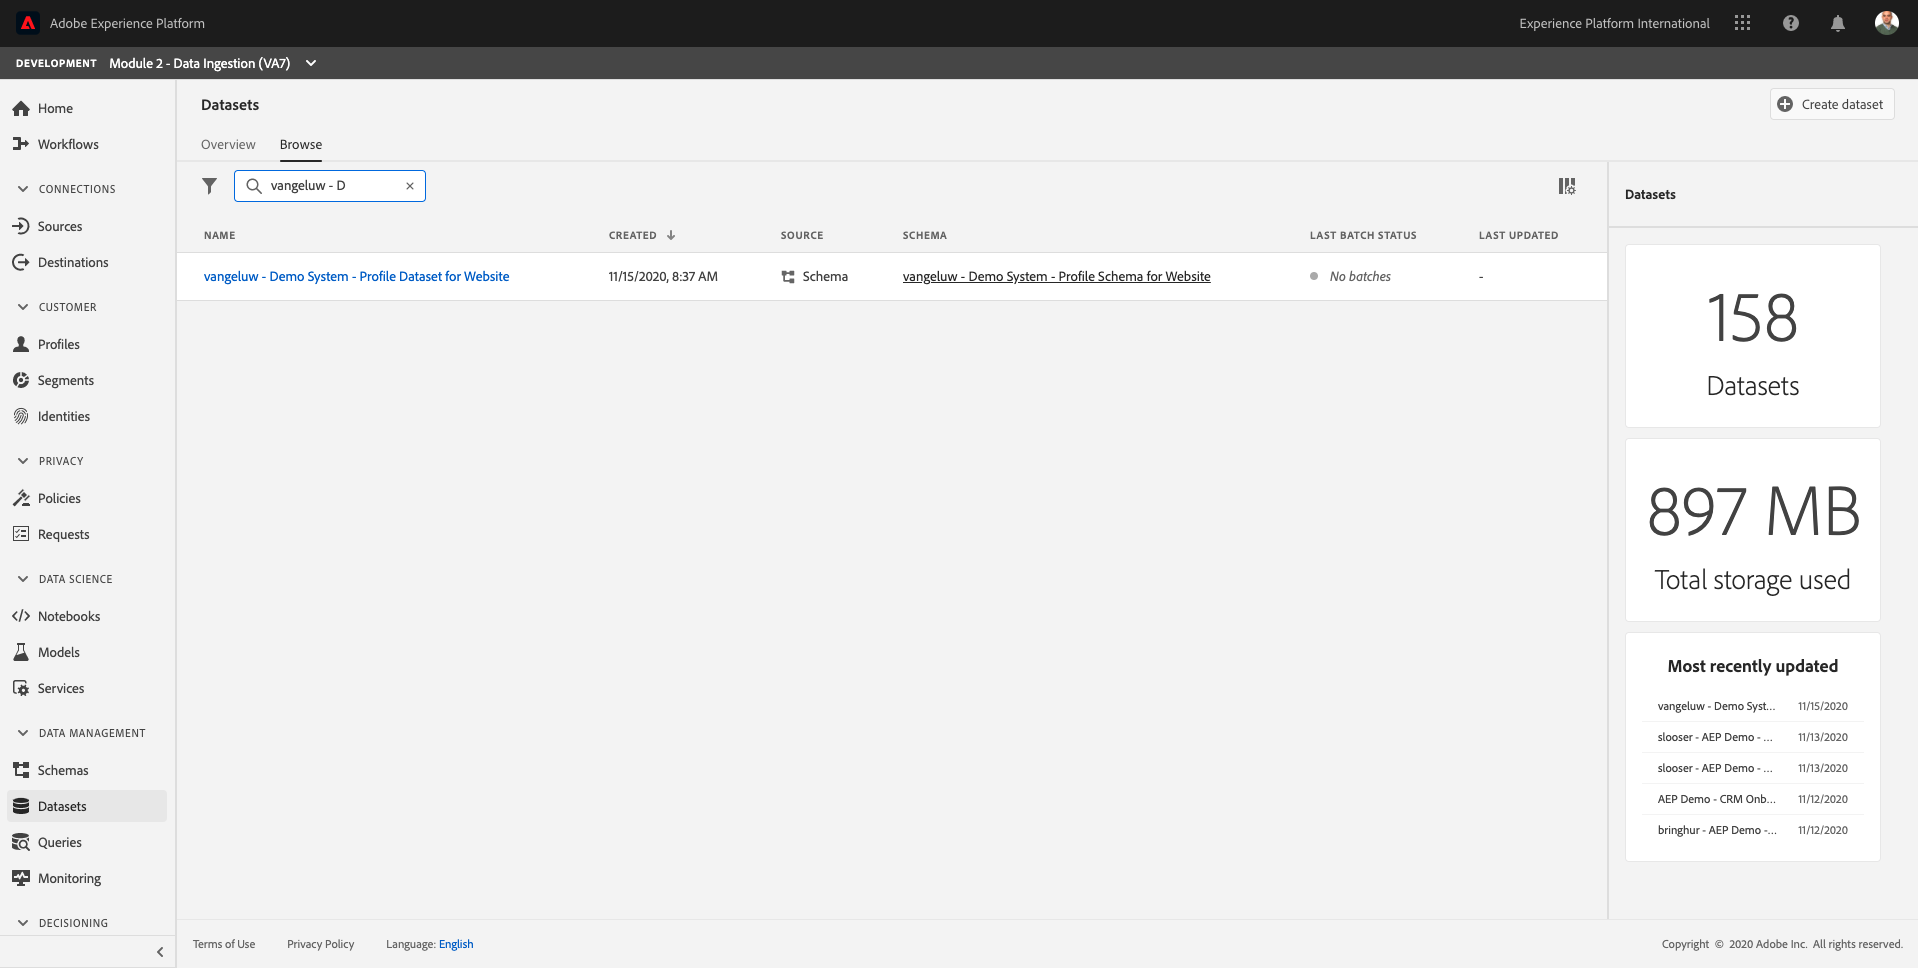 Adobe Experience Platform
Experience Platform International
DEVELOPMENT Module 2 - Data Ingestion (VA7)
Home
Workflows
CONNECTIONS
Sources
Destinations
CUSTOMER
Profiles
Segments
Identities
PRIVACY
Policies
Requests
DATA SCIENCE
Notebooks
Models
Services
DATA MANAGEMENT
Schemas
Datasets
Queries
Monitoring
DECISIONING
Datasets
Create dataset
Overview Browse
vangeluw - D
NAME CREATED SOURCE SCHEMA LAST BATCH STATUS LAST UPDATED
vangeluw - Demo System - Profile Dataset for Website 11/15/2020, 8:37 AM Schema vangeluw - Demo System - Profile Schema for Website No batches -
Datasets
158
Datasets
897 MB
Total storage used
Most recently updated
vangeluw - Demo Syst... 11/15/2020
slooser - AEP Demo - ... 11/13/2020
slooser - AEP Demo - ... 11/13/2020
AEP Demo - CRM Onb... 11/12/2020
bringhur - AEP Demo -... 11/12/2020
Terms of Use Privacy Policy Language: English
Copyright © 2020 Adobe Inc. All rights reserved.